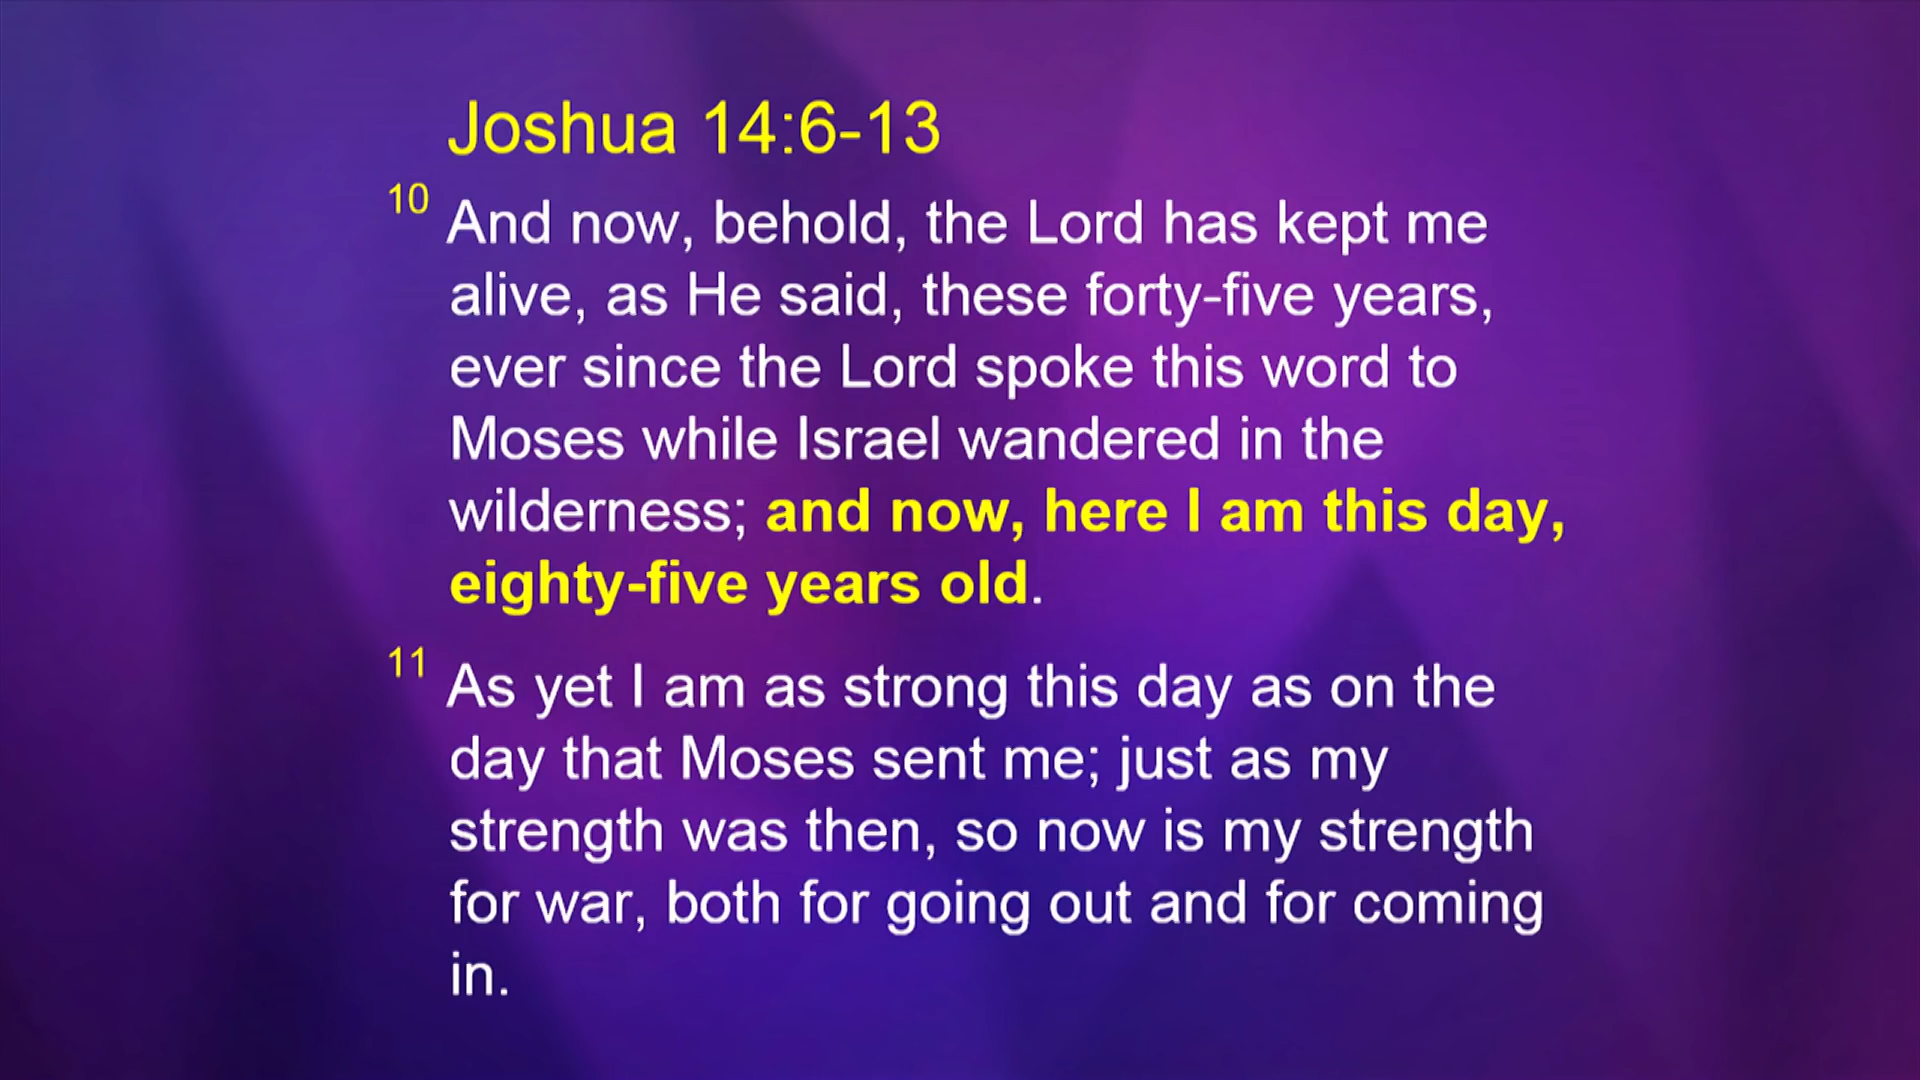 Joshua 14:6-13
10 And now, behold, the Lord has kept me
alive, as He said, these forty-five years,
ever since the Lord spoke this word to
Moses while Israel wandered in the
wilderness; and now, here I am this day,
eighty-five years old.
11 As yet I am as strong this day as on the
day that Moses sent me; just as my
strength was then, so now is my strength
for war, both for going out and for coming
in.